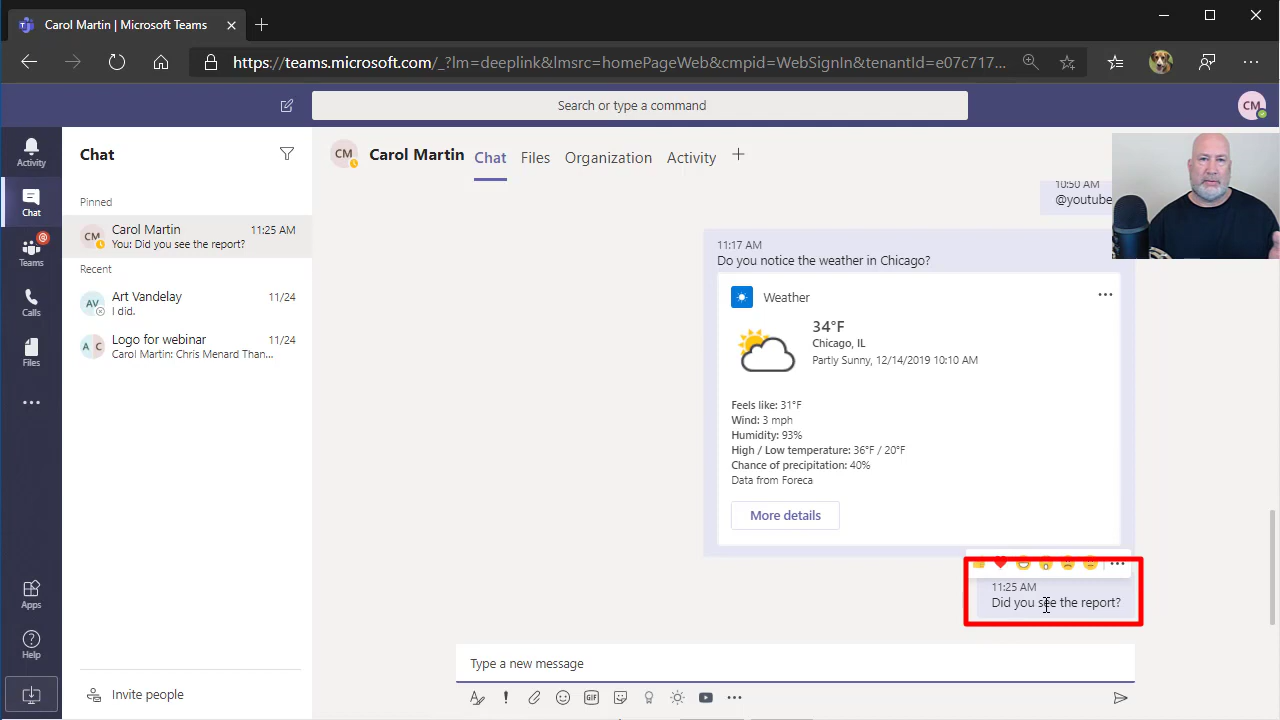 Carol Martin | Microsoft Teams
https://teams.microsoft.com/_?lm=deeplink&lmsrc=homePageWeb&cmpid=WebSignIn&tenantId=e07c717...
Search or type a command
CM
Activity
Chat
Teams
Calls
Files
Apps
Help
Chat
Pinned
CM
Carol Martin
11:25 AM
You: Did you see the report?
Recent
AV
Art Vandelay
11/24
I did.
A C
Logo for webinar
11/24
Carol Martin: Chris Menard Than...
Invite people
CM
Carol Martin
Chat
Files
Organization
Activity
10:50 AM
@youtube
11:17 AM
Do you notice the weather in Chicago?
Weather
34°F
Chicago, IL
Partly Sunny, 12/14/2019 10:10 AM
Feels like: 31°F
Wind: 3 mph
Humidity: 93%
High / Low temperature: 36°F / 20°F
Chance of precipitation: 40%
Data from Foreca
More details
11:25 AM
Did you see the report?
Type a new message
GIF